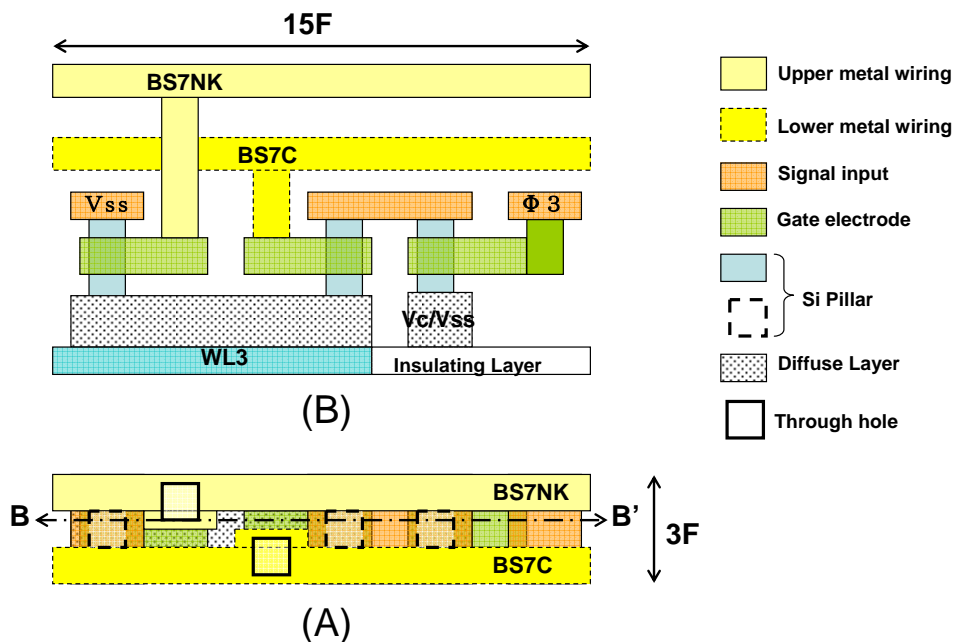 15F
BS7NK
BS7C
Vss
Φ 3
Vc/Vss
WL3
Insulating Layer
(B)
Upper metal wiring
Lower metal wiring
Signal input
Gate electrode
Si Pillar
Diffuse Layer
Through hole
BS7NK
B
B’
3F
BS7C
(A)